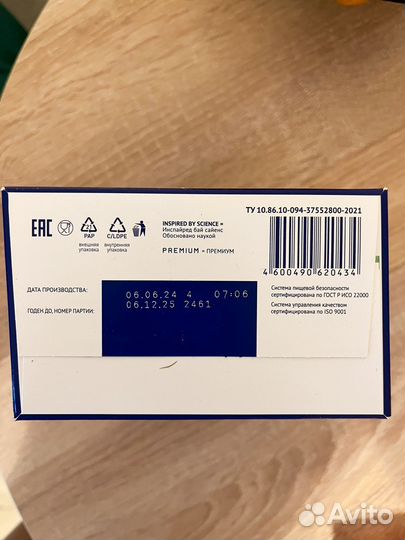 ТУ 10.86.10-094-37552800-2021
EAC
21
PAP
внешняя
упаковка
C/LDPE
внутренняя
упаковка
INSPIRED BY SCIENCE =
Инспайред бай сайенс
Обосновано наукой
PREMIUM = ПРЕМИУМ
4 600490 620434
ДАТА ПРОИЗВОДСТВА:
06.06.24 4 07:06
ГОДЕН ДО, НОМЕР ПАРТИИ:
06.12.25 2461
Система пищевой безопасности
сертифицирована по ГОСТ Р ИСО 22000
Система управления качеством
сертифицирована по ISO 9001
Avito